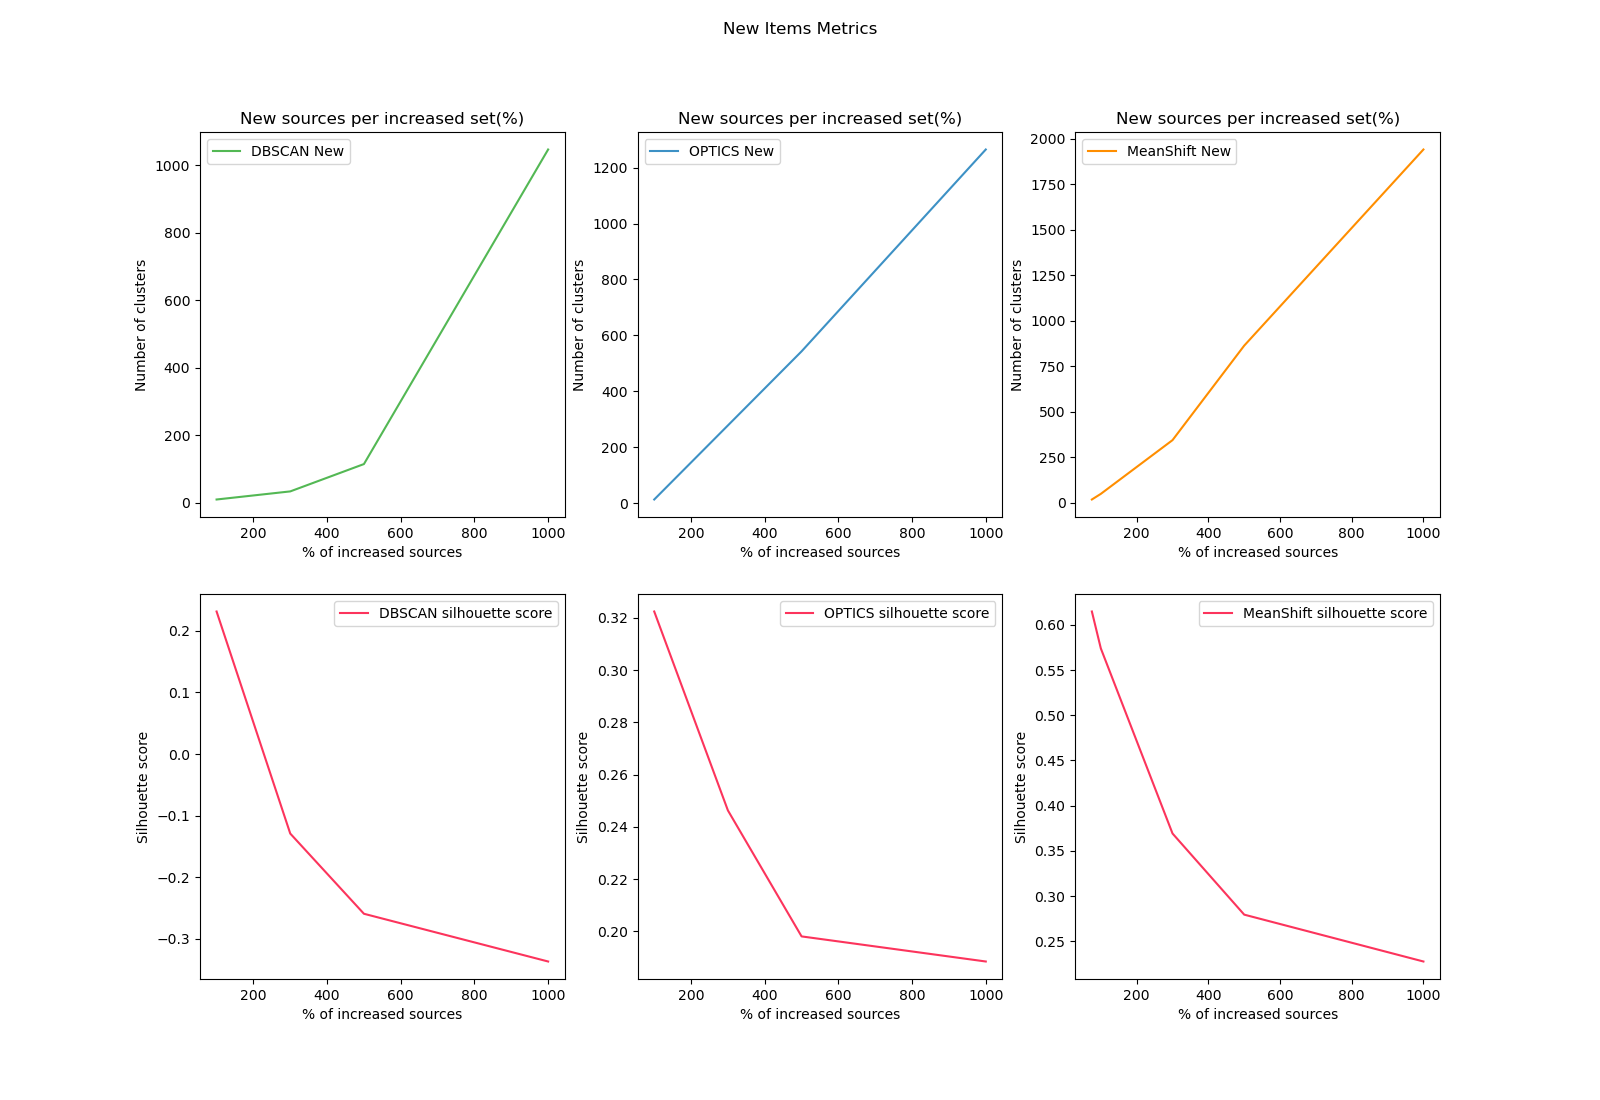 New Items Metrics
New sources per increased set(%)
DBSCAN New
Number of clusters
1000
800
600
400
200
0
200 400 600 800 1000
% of increased sources
New sources per increased set(%)
OPTICS New
Number of clusters
1200
1000
800
600
400
200
0
200 400 600 800 1000
% of increased sources
New sources per increased set(%)
MeanShift New
Number of clusters
2000
1750
1500
1250
1000
750
500
250
0
200 400 600 800 1000
% of increased sources
DBSCAN silhouette score
Silhouette score
0.2
0.1
0.0
−0.1
−0.2
−0.3
200 400 600 800 1000
% of increased sources
OPTICS silhouette score
Silhouette score
0.32
0.30
0.28
0.26
0.24
0.22
0.20
200 400 600 800 1000
% of increased sources
MeanShift silhouette score
Silhouette score
0.60
0.55
0.50
0.45
0.40
0.35
0.30
0.25
200 400 600 800 1000
% of increased sources